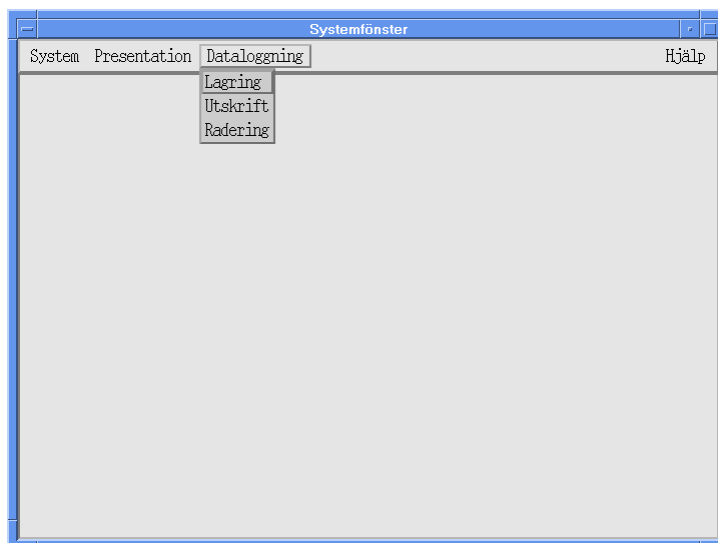 Systemfönster
System Presentation Dataloggning Hjälp
Lagring
Utskrift
Radering